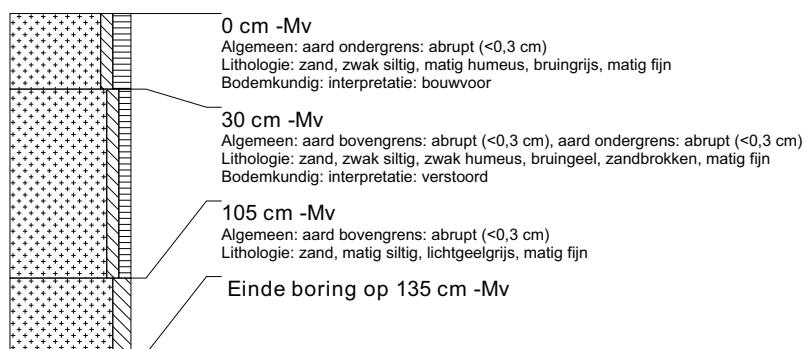 0 cm -Mv
Algemeen: aard ondergrens: abrupt (<0,3 cm)
Lithologie: zand, zwak siltig, matig humeus, bruingrijs, matig fijn
Bodemkundig: interpretatie: bouwvoor
30 cm -Mv
Algemeen: aard bovengrens: abrupt (<0,3 cm), aard ondergrens: abrupt (<0,3 cm)
Lithologie: zand, zwak siltig, zwak humeus, bruingeel, zandbrokken, matig fijn
Bodemkundig: interpretatie: verstoord
105 cm -Mv
Algemeen: aard bovengrens: abrupt (<0,3 cm)
Lithologie: zand, matig siltig, lichtgeelgrijs, matig fijn
Einde boring op 135 cm -Mv